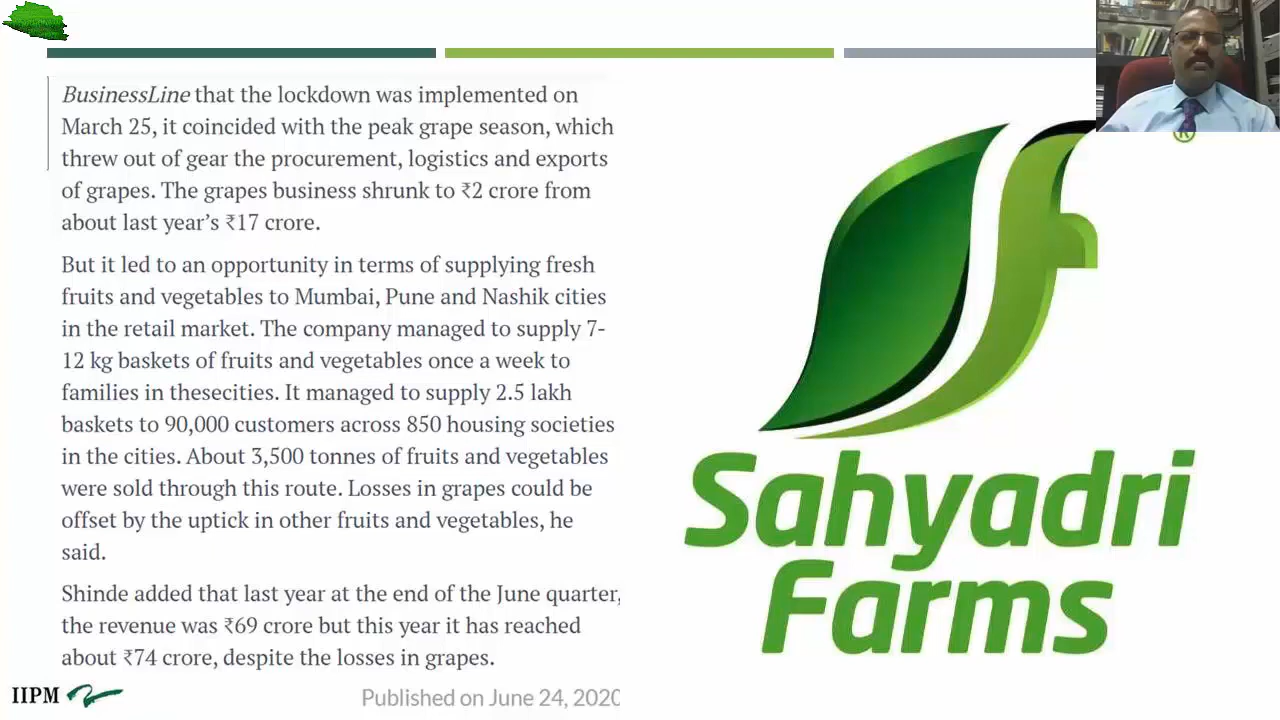 BusinessLine that the lockdown was implemented on
March 25, it coincided with the peak grape season, which
threw out of gear the procurement, logistics and exports
of grapes. The grapes business shrunk to ₹2 crore from
about last year’s ₹17 crore.
But it led to an opportunity in terms of supplying fresh
fruits and vegetables to Mumbai, Pune and Nashik cities
in the retail market. The company managed to supply 7-
12 kg baskets of fruits and vegetables once a week to
families in thesecities. It managed to supply 2.5 lakh
baskets to 90,000 customers across 850 housing societies
in the cities. About 3,500 tonnes of fruits and vegetables
were sold through this route. Losses in grapes could be
offset by the uptick in other fruits and vegetables, he
said.
Shinde added that last year at the end of the June quarter,
the revenue was ₹69 crore but this year it has reached
about ₹74 crore, despite the losses in grapes.
Published on June 24, 2020
IIPM
sf
®
Sahyadri
Farms